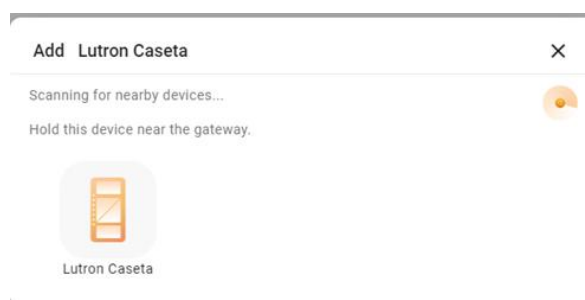 Add Lutron Caseta
Scanning for nearby devices...
Hold this device near the gateway.
Lutron Caseta